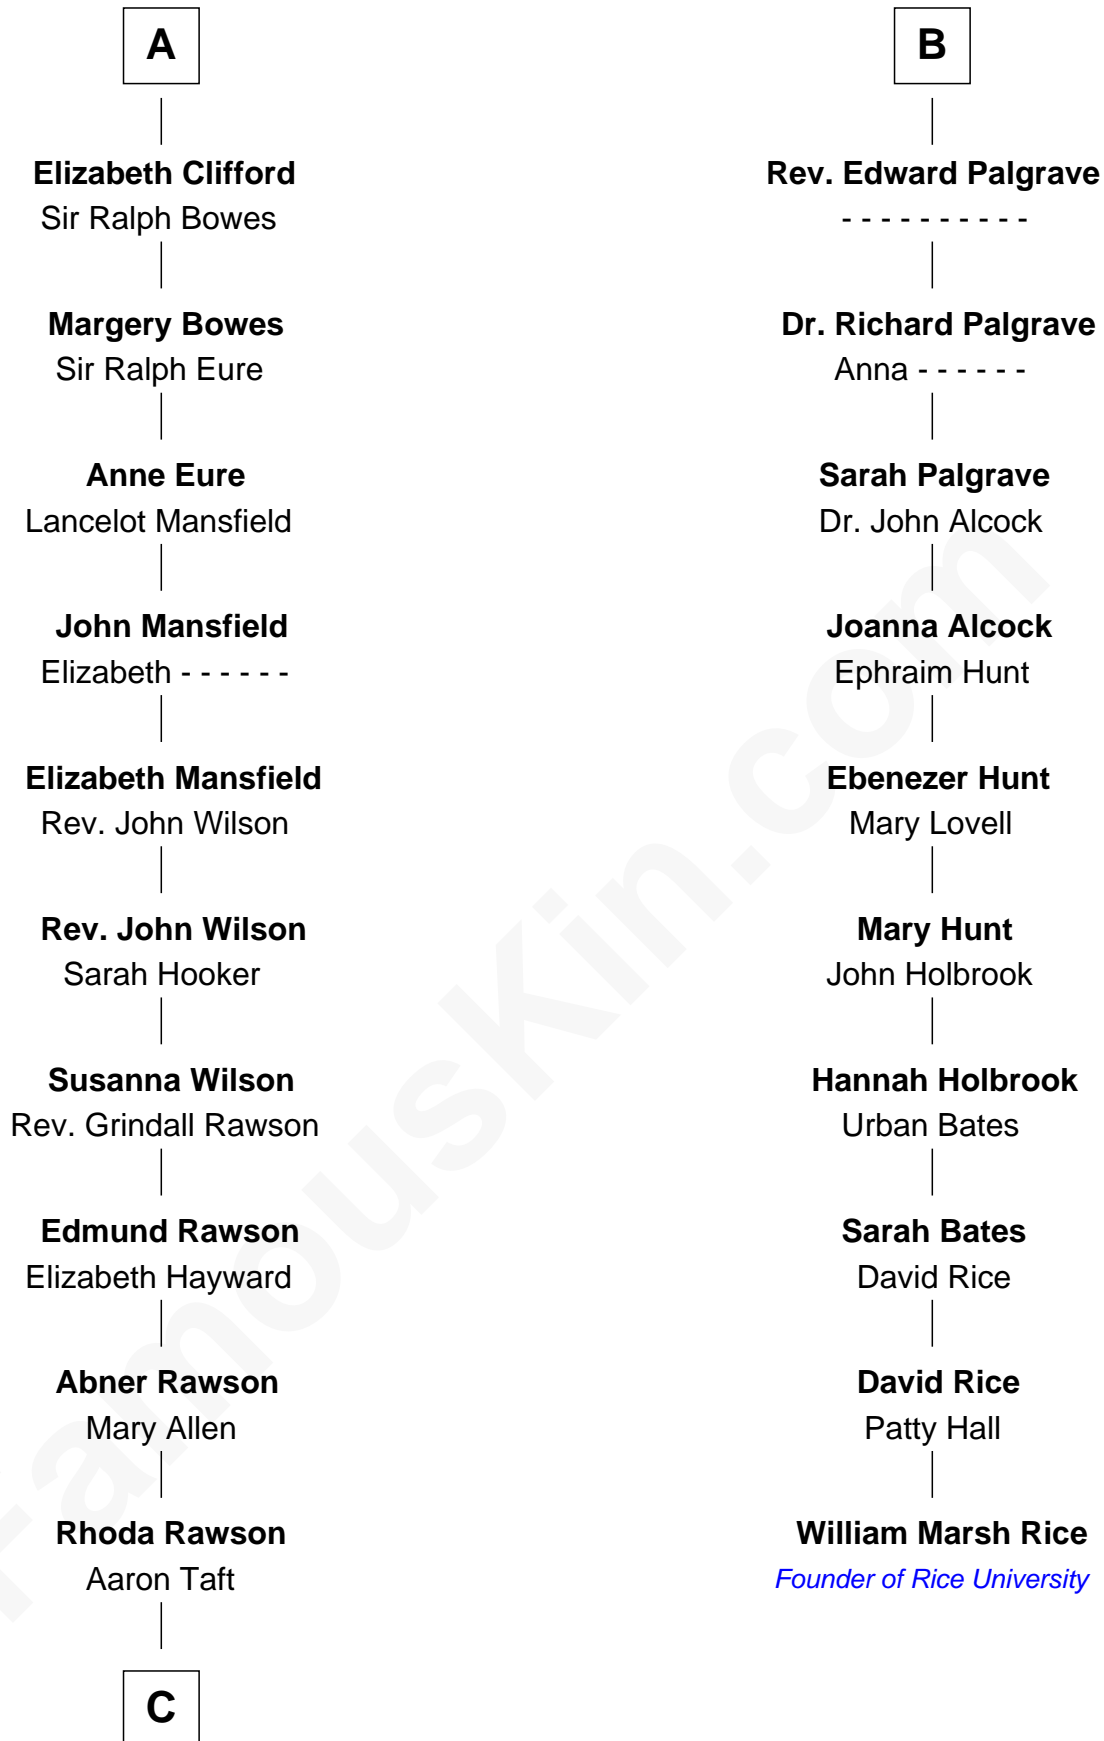 A
Elizabeth Clifford
Sir Ralph Bowes
Margery Bowes
Sir Ralph Eure
Anne Eure
Lancelot Mansfield
John Mansfield
Elizabeth - - - - - -
Elizabeth Mansfield
Rev. John Wilson
Rev. John Wilson
Sarah Hooker
Susanna Wilson
Rev. Grindall Rawson
Edmund Rawson
Elizabeth Hayward
Abner Rawson
Mary Allen
Rhoda Rawson
Aaron Taft
C
B
Rev. Edward Palgrave
- - - - - - - - - -
Dr. Richard Palgrave
Anna - - - - - -
Sarah Palgrave
Dr. John Alcock
Joanna Alcock
Ephraim Hunt
Ebenezer Hunt
Mary Lovell
Mary Hunt
John Holbrook
Hannah Holbrook
Urban Bates
Sarah Bates
David Rice
David Rice
Patty Hall
William Marsh Rice
Founder of Rice University
FamousKin.com